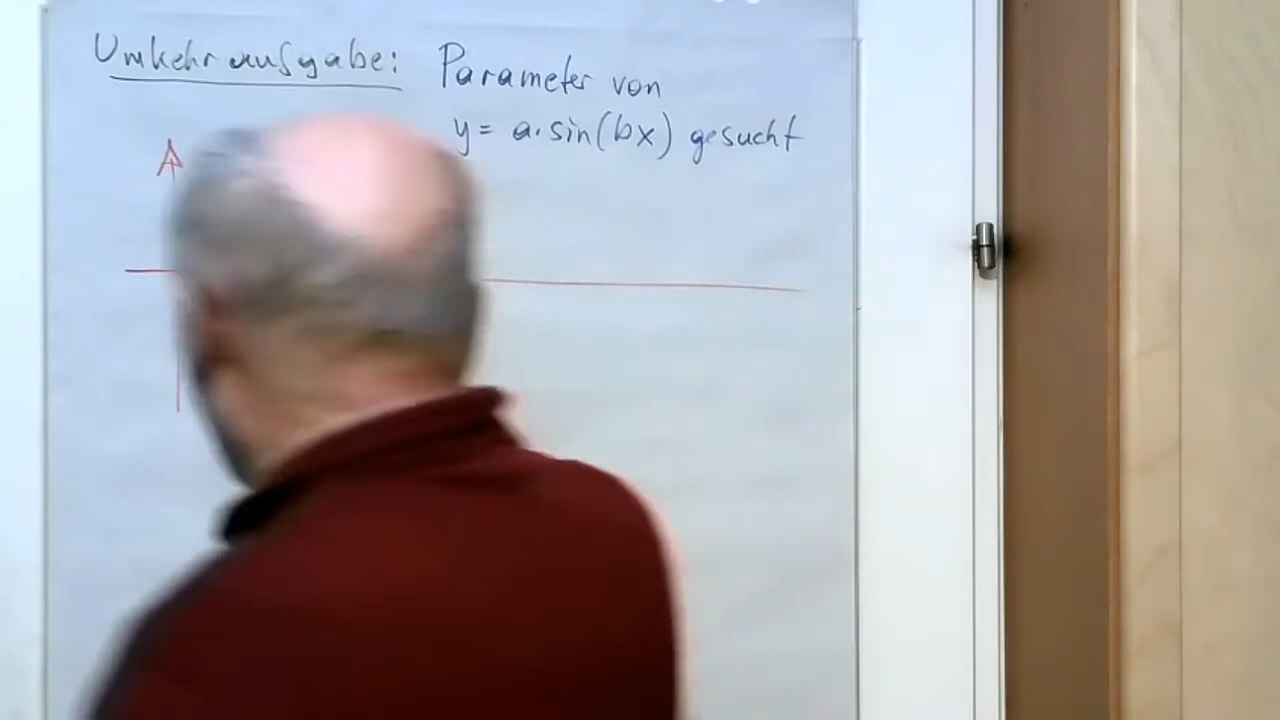 Umkehraufgabe: Parameter von
y = a · sin(bx) gesucht